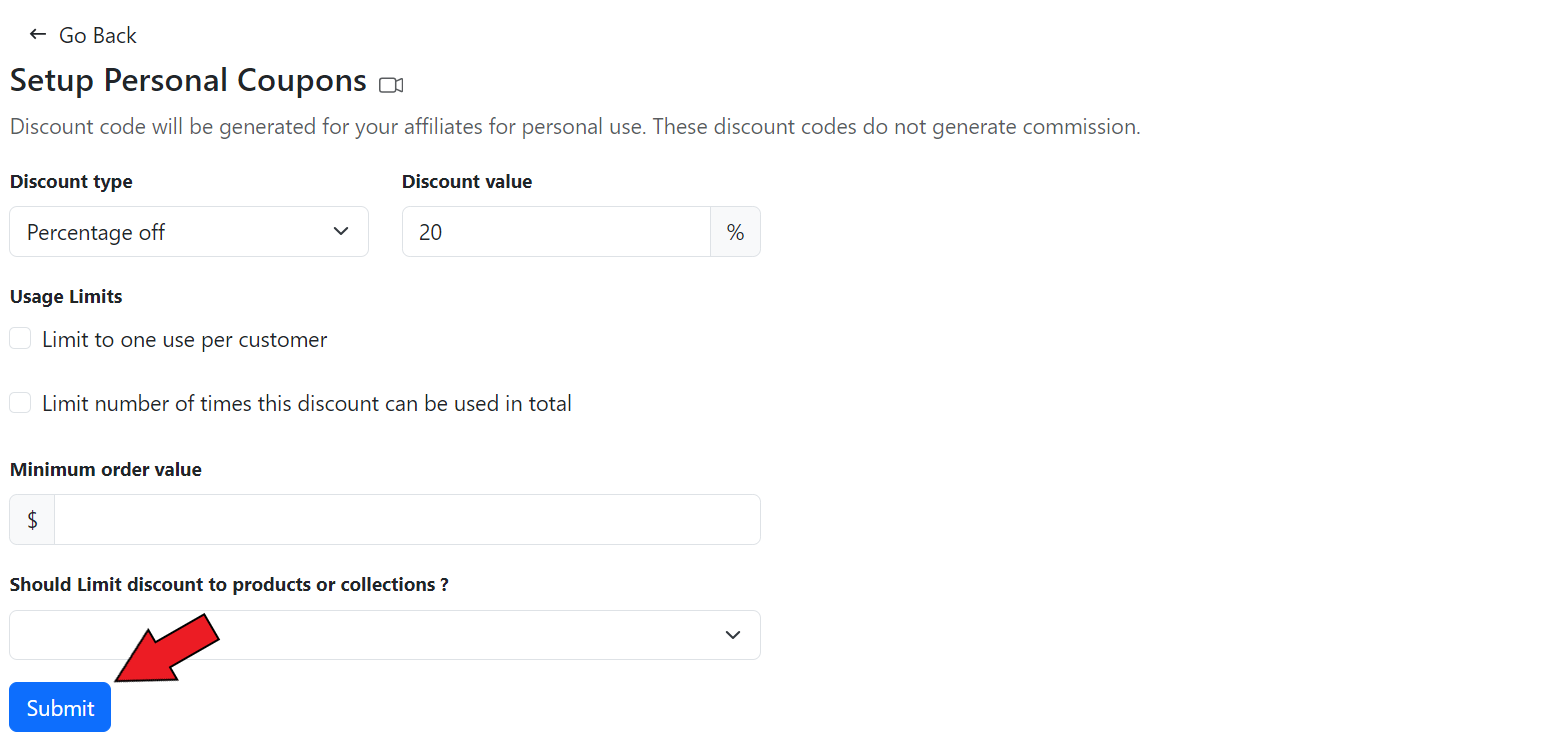 Go Back
Setup Personal Coupons
Discount code will be generated for your affiliates for personal use. These discount codes do not generate commission.
Discount type
Discount value
Percentage off
20
%
Usage Limits
Limit to one use per customer
Limit number of times this discount can be used in total
Minimum order value
$
Should Limit discount to products or collections ?
Submit